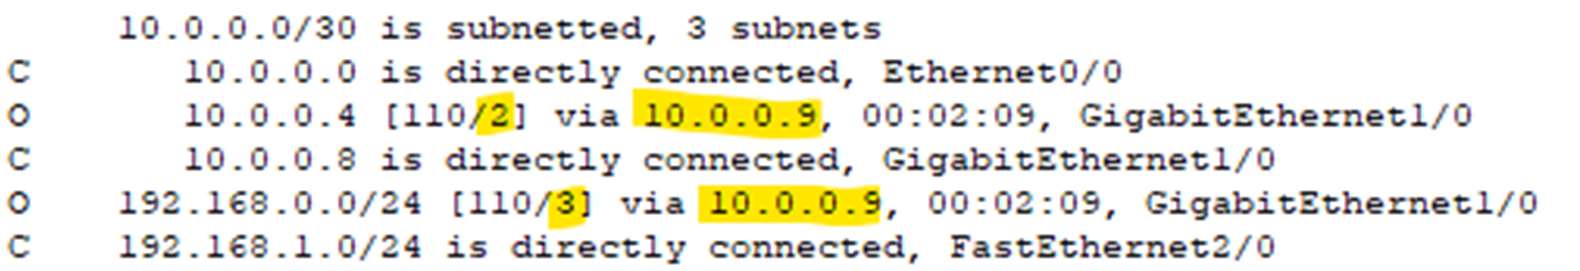 10.0.0.0/30 is subnetted, 3 subnets
C 10.0.0.0 is directly connected, Ethernet0/0
O 10.0.0.4 [110/2] via 10.0.0.9, 00:02:09, GigabitEthernet1/0
C 10.0.0.8 is directly connected, GigabitEthernet1/0
O 192.168.0.0/24 [110/3] via 10.0.0.9, 00:02:09, GigabitEthernet1/0
C 192.168.1.0/24 is directly connected, FastEthernet2/0